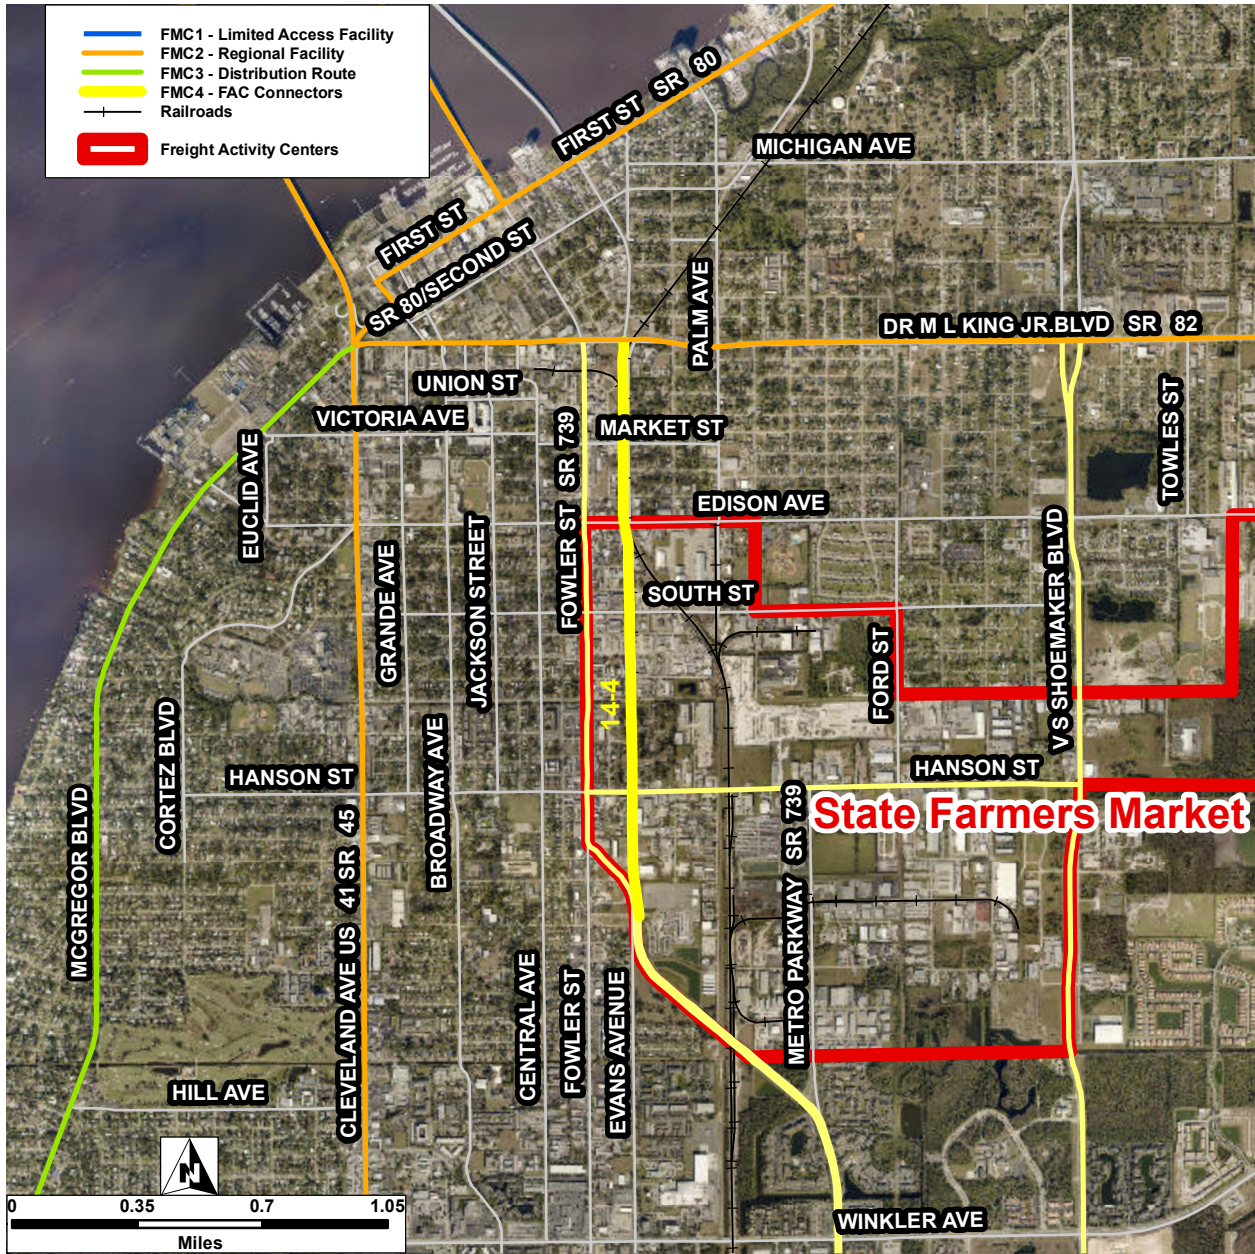 FMC1 - Limited Access Facility
FMC2 - Regional Facility
FMC3 - Distribution Route
FMC4 - FAC Connectors
Railroads
Freight Activity Centers
FIRST ST SR 80
MICHIGAN AVE
FIRST ST
SR 80/SECOND ST
PALM AVE
DR M L KING JR.BLVD SR 82
UNION ST
VICTORIA AVE
MARKET ST
TOWLES ST
EUCLID AVE
FOWLER ST SR 739
EDISON AVE
GRANDE AVE
JACKSON STREET
SOUTH ST
V S SHOEMAKER BLVD
FORD ST
14-4
CORTEZ BLVD
BROADWAY AVE
HANSON ST
HANSON ST
State Farmers Market
MCGREGOR BLVD
CLEVELAND AVE US 41 SR 45
METRO PARKWAY SR 739
CENTRAL AVE
FOWLER ST
EVANS AVENUE
HILL AVE
N
WINKLER AVE
0 0.35 0.7 1.05
Miles